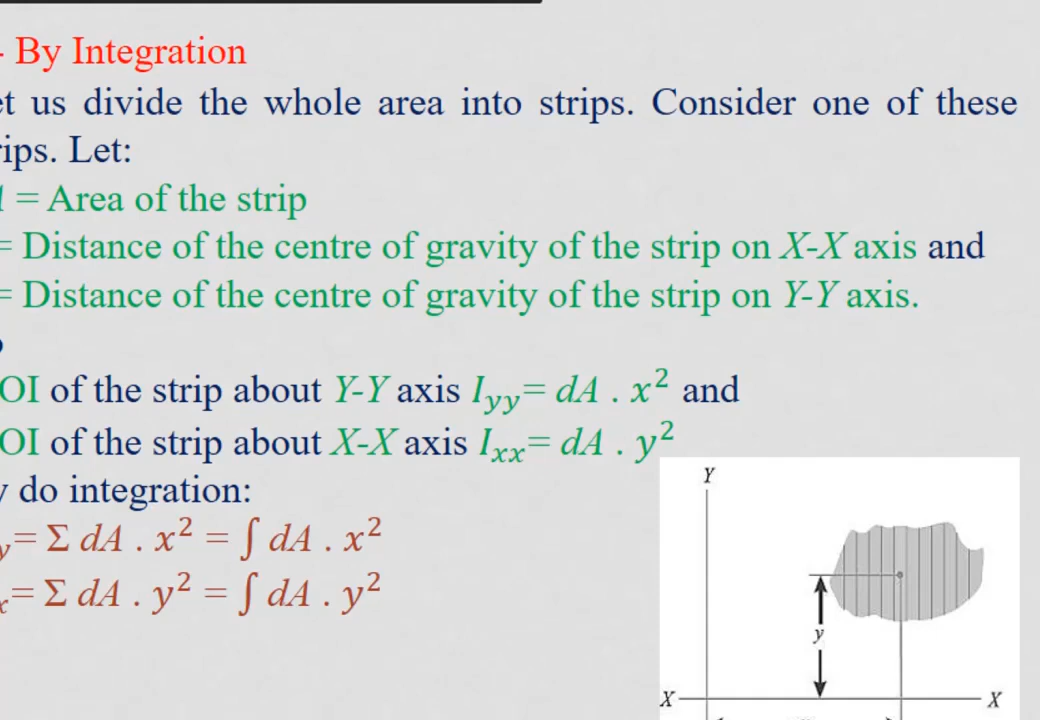 - By Integration
et us divide the whole area into strips. Consider one of these
rips. Let:
= Area of the strip
= Distance of the centre of gravity of the strip on X-X axis and
= Distance of the centre of gravity of the strip on Y-Y axis.
OI of the strip about Y-Y axis I_yy= dA . x² and
OI of the strip about X-X axis I_xx= dA . y²
y do integration:
y= Σ dA . x² = ∫ dA . x²
x= Σ dA . y² = ∫ dA . y²
Y
y
X X